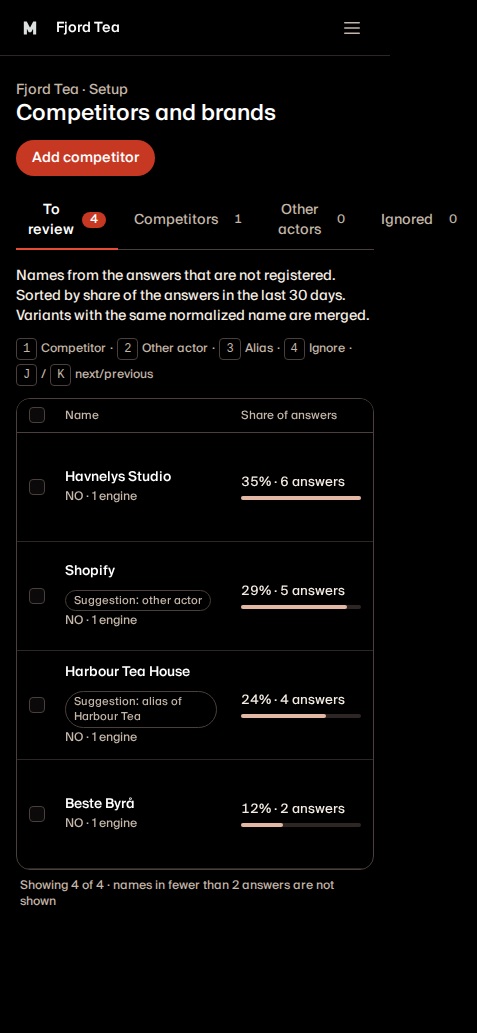 M Fjord Tea
Fjord Tea · Setup
Competitors and brands
Add competitor
To review 4 Competitors 1 Other actors 0 Ignored 0
Names from the answers that are not registered.
Sorted by share of the answers in the last 30 days.
Variants with the same normalized name are merged.
1 Competitor · 2 Other actor · 3 Alias · 4 Ignore ·
J / K next/previous
Name Share of answers
Havnelys Studio
NO · 1 engine
35% · 6 answers
Shopify
Suggestion: other actor
NO · 1 engine
29% · 5 answers
Harbour Tea House
Suggestion: alias of
Harbour Tea
NO · 1 engine
24% · 4 answers
Beste Byrå
NO · 1 engine
12% · 2 answers
Showing 4 of 4 · names in fewer than 2 answers are not
shown